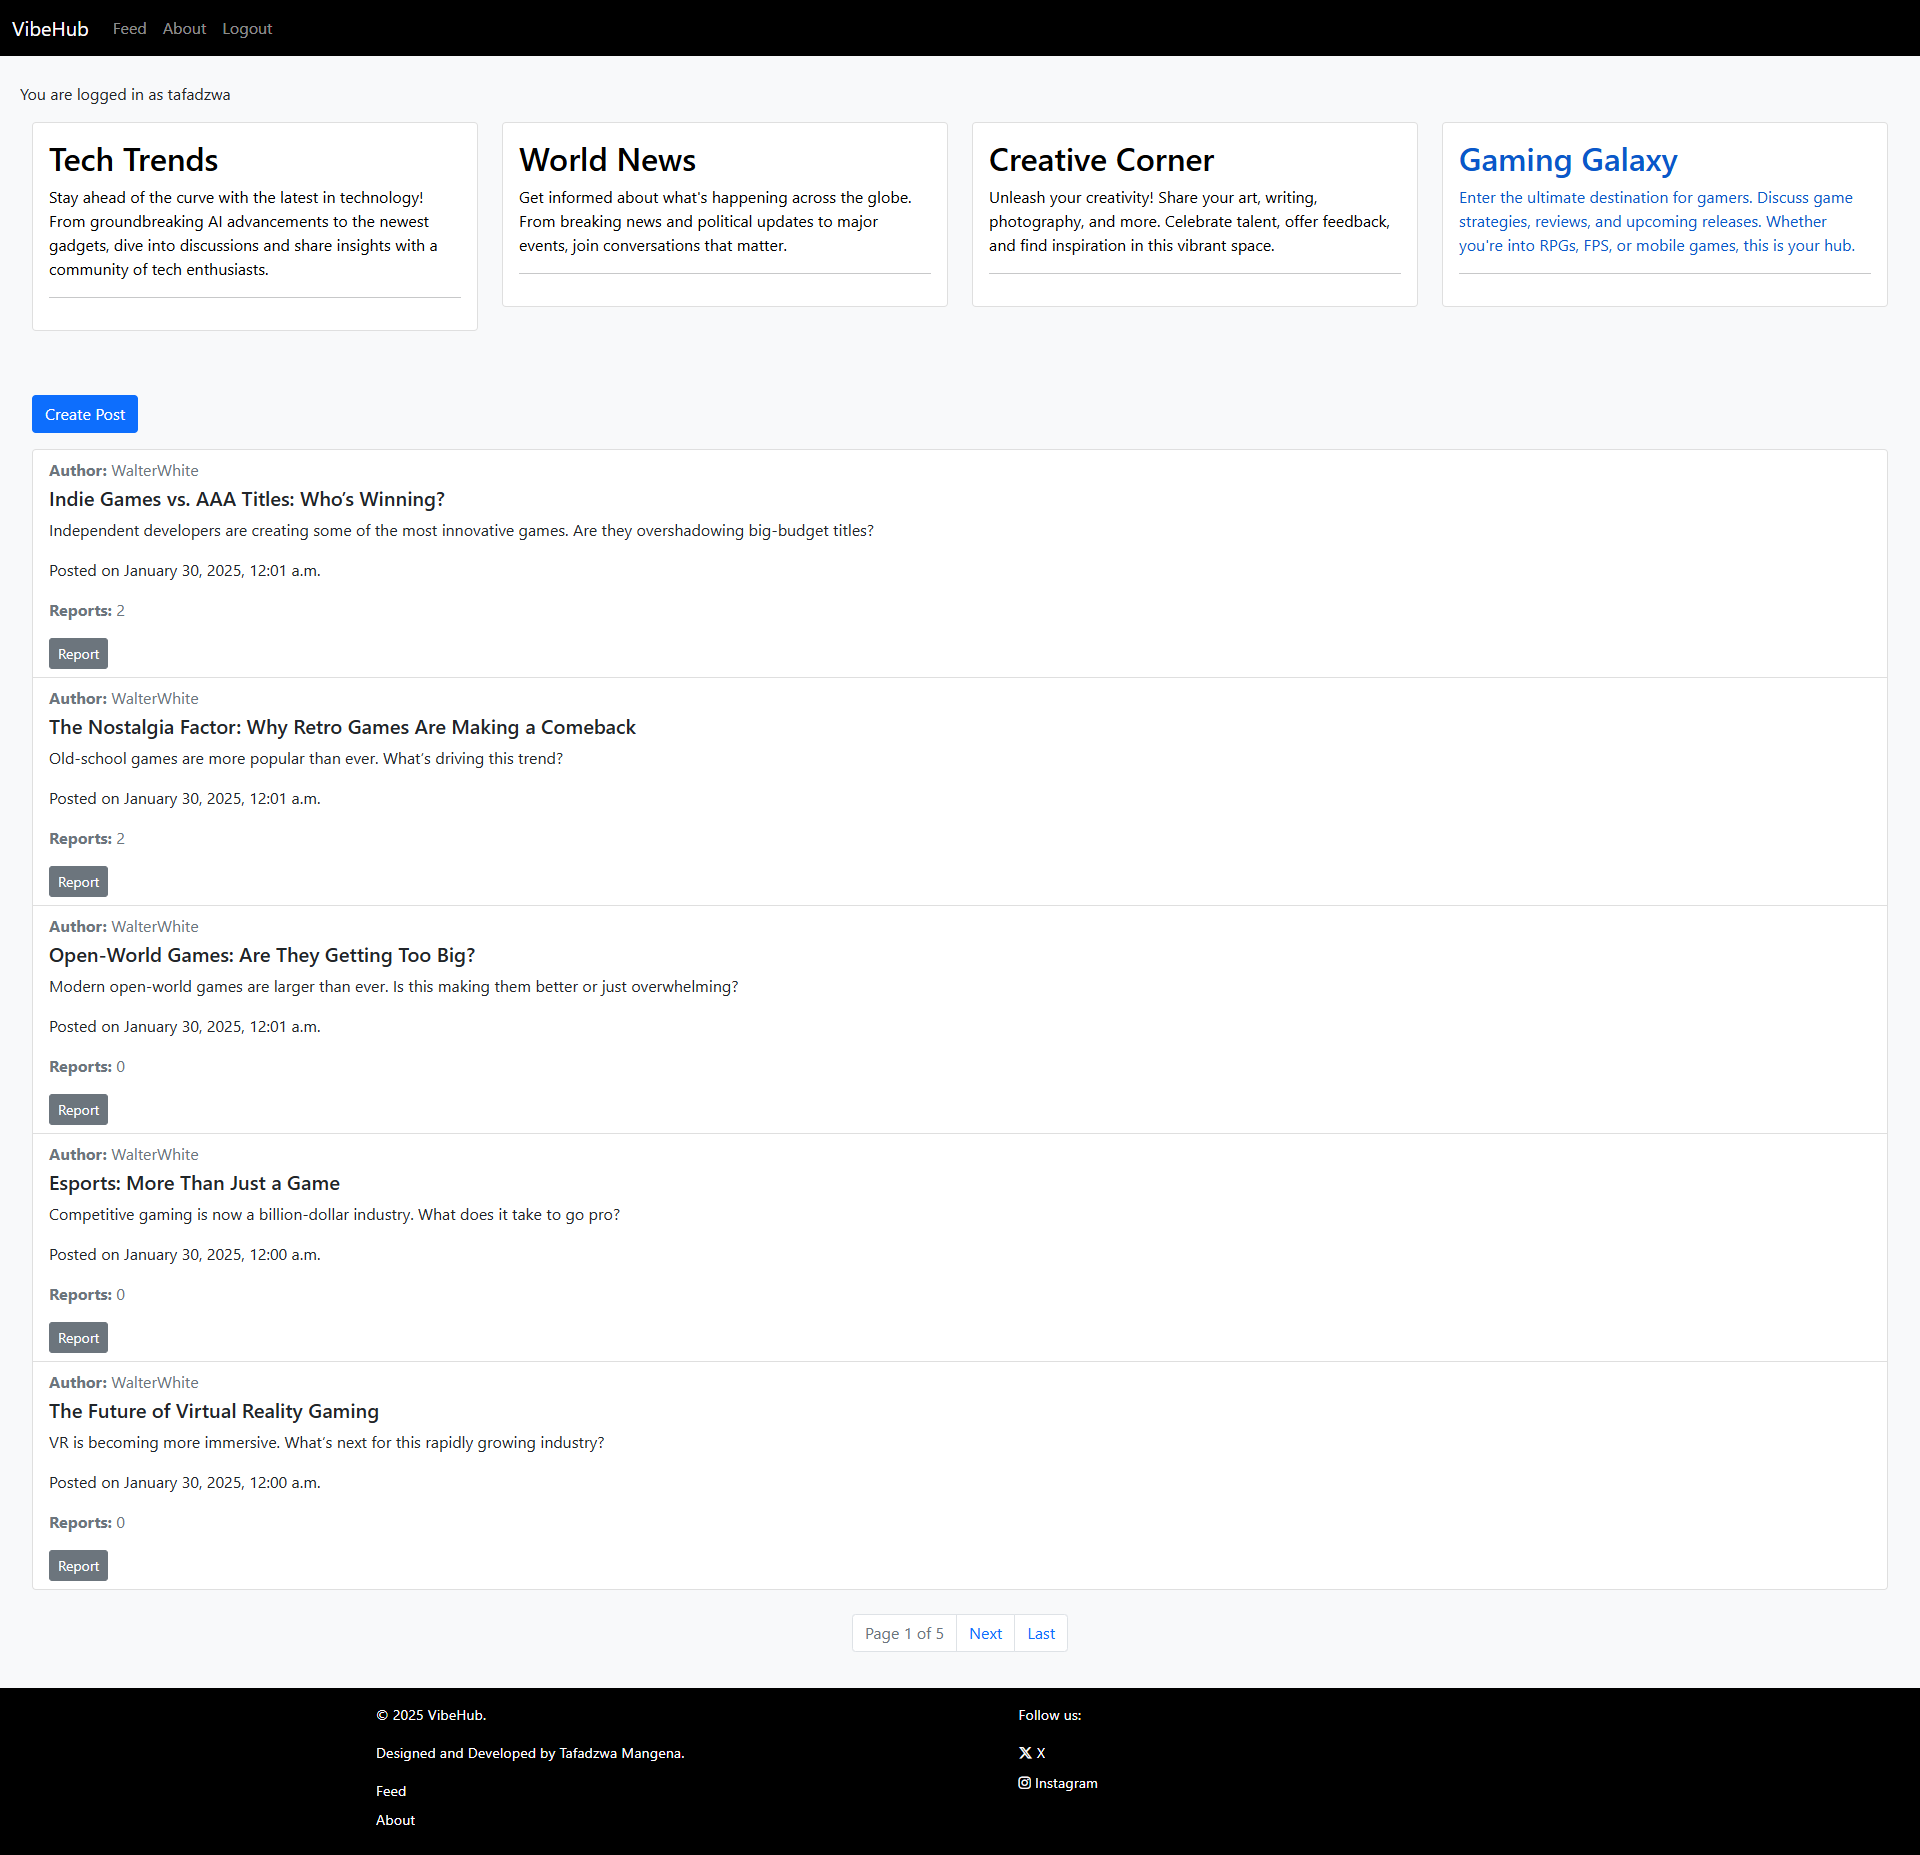 VibeHub Feed About Logout
You are logged in as tafadzwa
Tech Trends
Stay ahead of the curve with the latest in technology!
From groundbreaking AI advancements to the newest
gadgets, dive into discussions and share insights with a
community of tech enthusiasts.
World News
Get informed about what's happening across the globe.
From breaking news and political updates to major
events, join conversations that matter.
Creative Corner
Unleash your creativity! Share your art, writing,
photography, and more. Celebrate talent, offer feedback,
and find inspiration in this vibrant space.
Gaming Galaxy
Enter the ultimate destination for gamers. Discuss game
strategies, reviews, and upcoming releases. Whether
you're into RPGs, FPS, or mobile games, this is your hub.
Create Post
Author: WalterWhite
Indie Games vs. AAA Titles: Who’s Winning?
Independent developers are creating some of the most innovative games. Are they overshadowing big-budget titles?
Posted on January 30, 2025, 12:01 a.m.
Reports: 2
Report
Author: WalterWhite
The Nostalgia Factor: Why Retro Games Are Making a Comeback
Old-school games are more popular than ever. What’s driving this trend?
Posted on January 30, 2025, 12:01 a.m.
Reports: 2
Report
Author: WalterWhite
Open-World Games: Are They Getting Too Big?
Modern open-world games are larger than ever. Is this making them better or just overwhelming?
Posted on January 30, 2025, 12:01 a.m.
Reports: 0
Report
Author: WalterWhite
Esports: More Than Just a Game
Competitive gaming is now a billion-dollar industry. What does it take to go pro?
Posted on January 30, 2025, 12:00 a.m.
Reports: 0
Report
Author: WalterWhite
The Future of Virtual Reality Gaming
VR is becoming more immersive. What’s next for this rapidly growing industry?
Posted on January 30, 2025, 12:00 a.m.
Reports: 0
Report
Page 1 of 5 Next Last
© 2025 VibeHub.
Designed and Developed by Tafadzwa Mangena.
Feed
About
Follow us:
X
Instagram